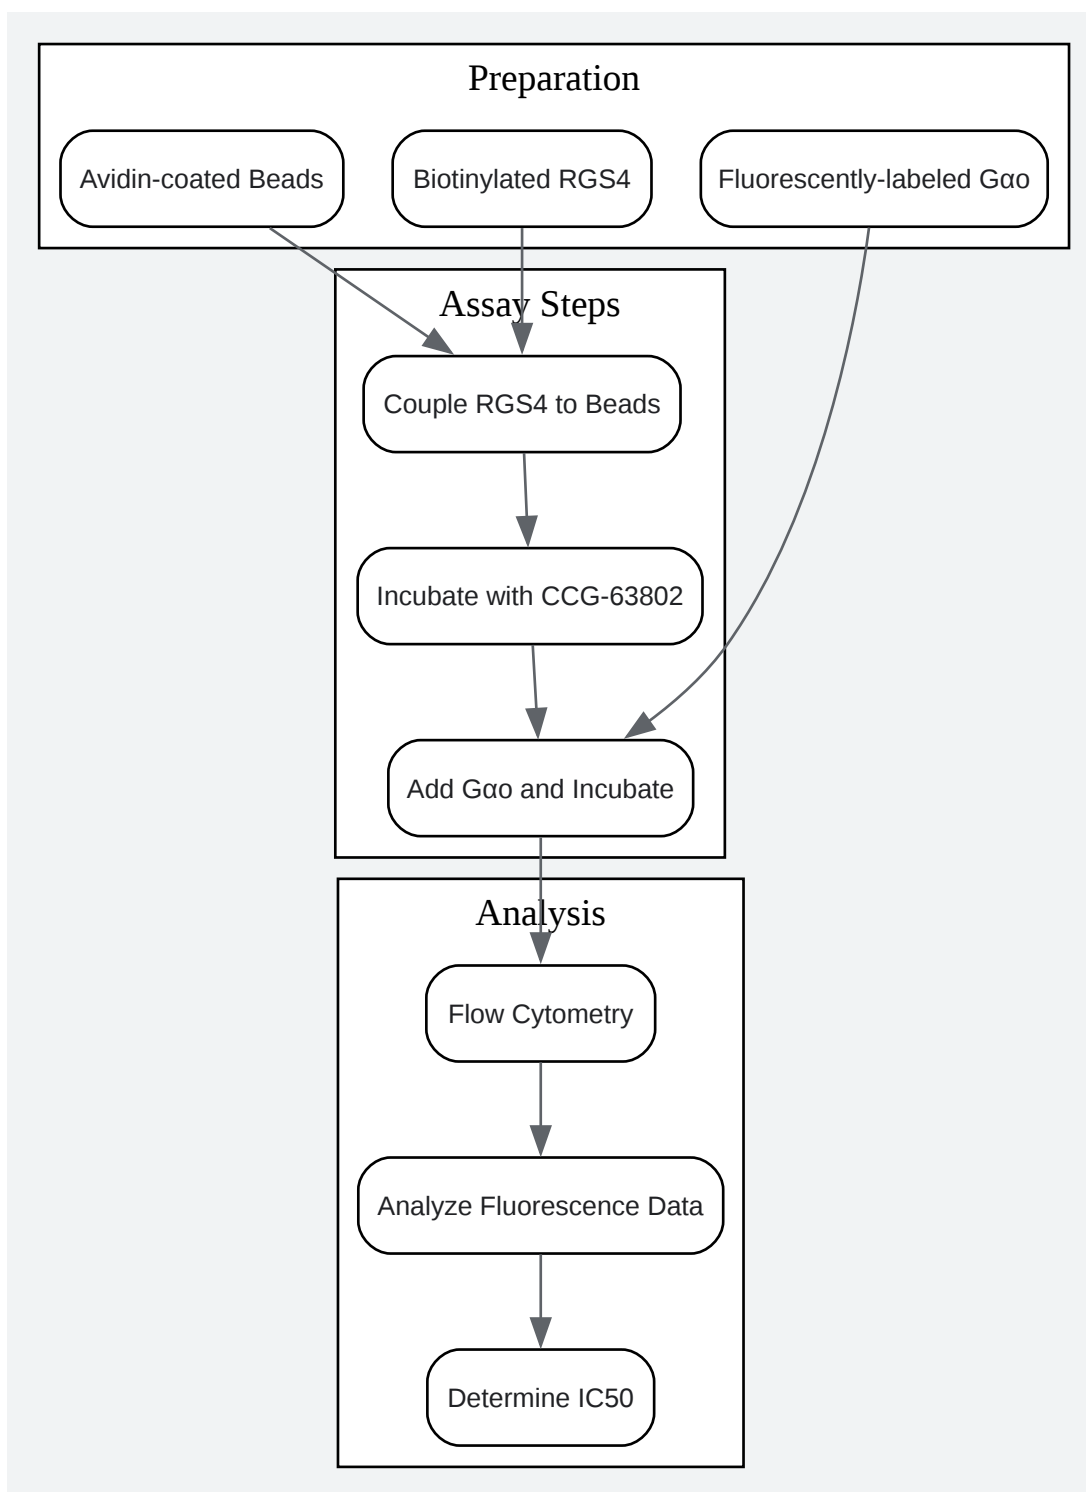 Preparation
Avidin-coated Beads
Biotinylated RGS4
Fluorescently-labeled Gαo
Assay Steps
Couple RGS4 to Beads
Incubate with CCG-63802
Add Gαo and Incubate
Analysis
Flow Cytometry
Analyze Fluorescence Data
Determine IC50